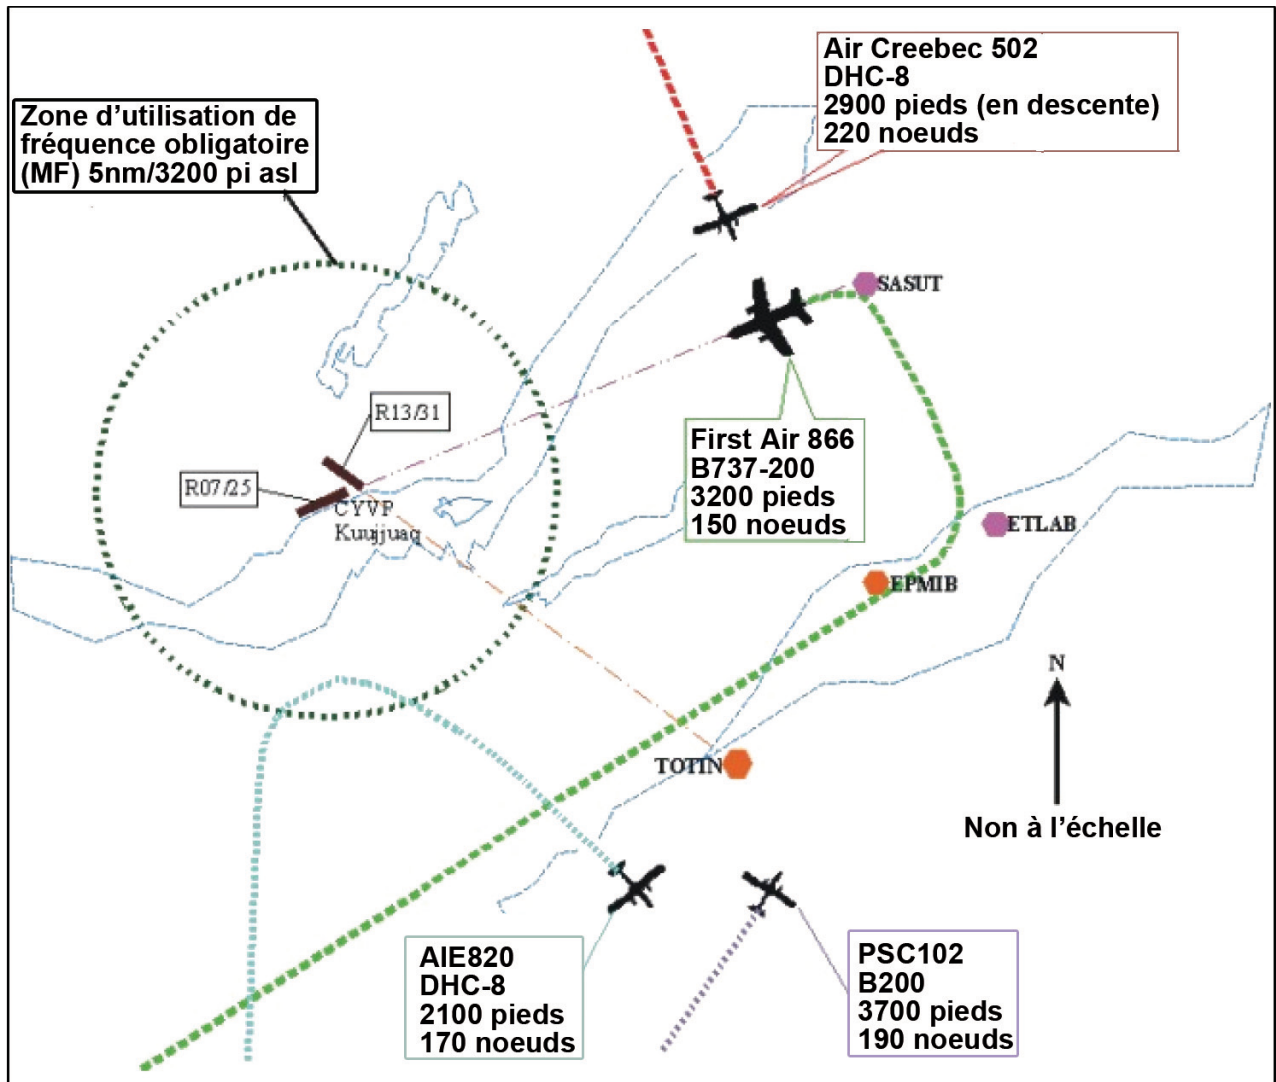 Air Creebec 502
DHC-8
2900 pieds (en descente)
220 noeuds
Zone d'utilisation de
fréquence obligatoire
(MF) 5nm/3200 pi asl
SASUT
R13/31
First Air 866
B737-200
3200 pieds
150 noeuds
R07/25
CYVP
Kuujjuaq
ETLAB
EPMIB
N
TOTIN
Non à l'échelle
AIE820
DHC-8
2100 pieds
170 noeuds
PSC102
B200
3700 pieds
190 noeuds